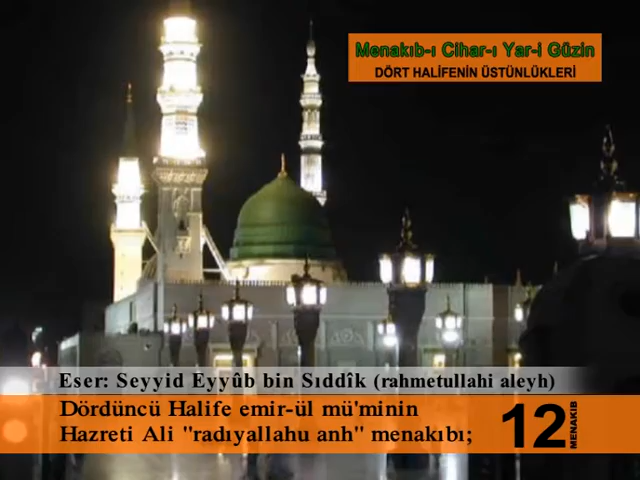 Menakıb-ı Cihar-ı Yar-i Güzin
DÖRT HALİFENİN ÜSTÜNLÜKLERİ
Eser: Seyyid Eyyûb bin Sıddîk (rahmetullahi aleyh)
Dördüncü Halife emir-ül mü'minin
Hazreti Ali "radıyallahu anh" menakıbı;
12
MENAKIB